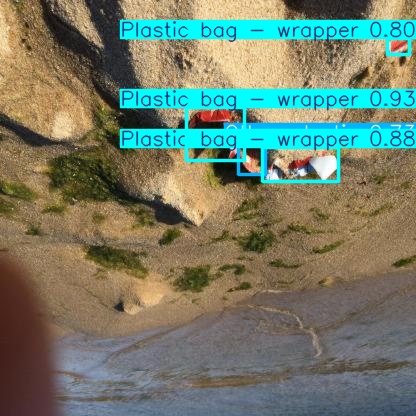 Plastic bag – wrapper 0.80
Plastic bag – wrapper 0.93
Plastic bag – wrapper 0.88